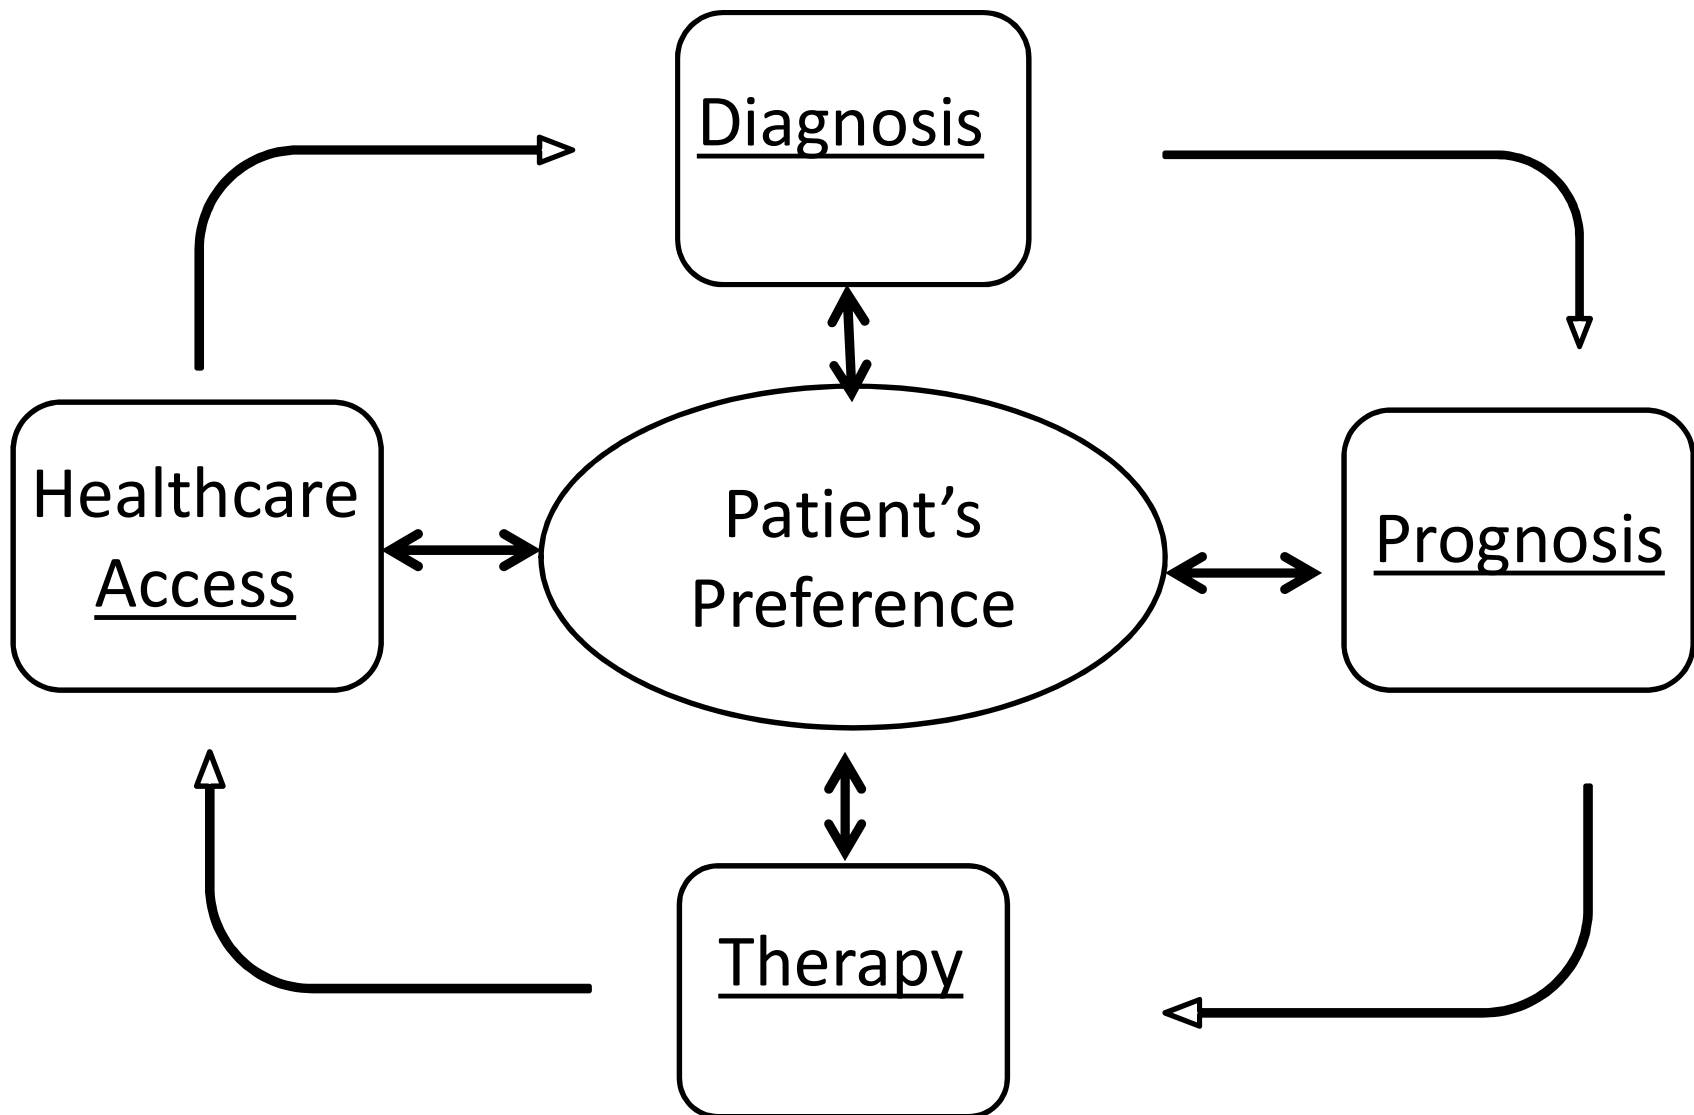 Diagnosis
Healthcare
Access
Patient’s
Preference
Prognosis
Therapy